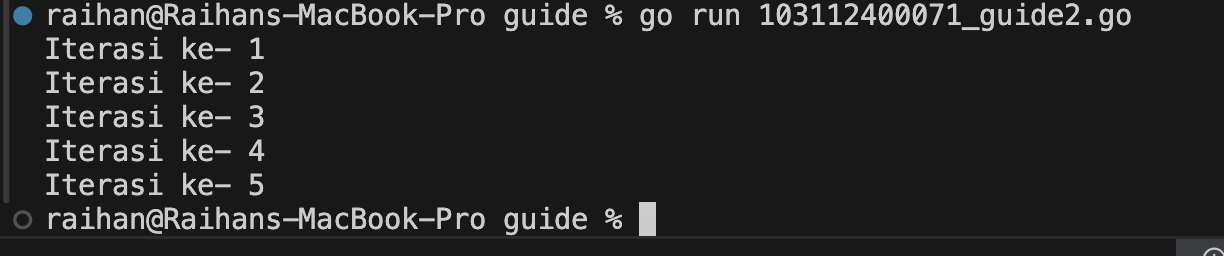 raihan@Raihans-MacBook-Pro guide % go run 103112400071_guide2.go
Iterasi ke- 1
Iterasi ke- 2
Iterasi ke- 3
Iterasi ke- 4
Iterasi ke- 5
raihan@Raihans-MacBook-Pro guide %